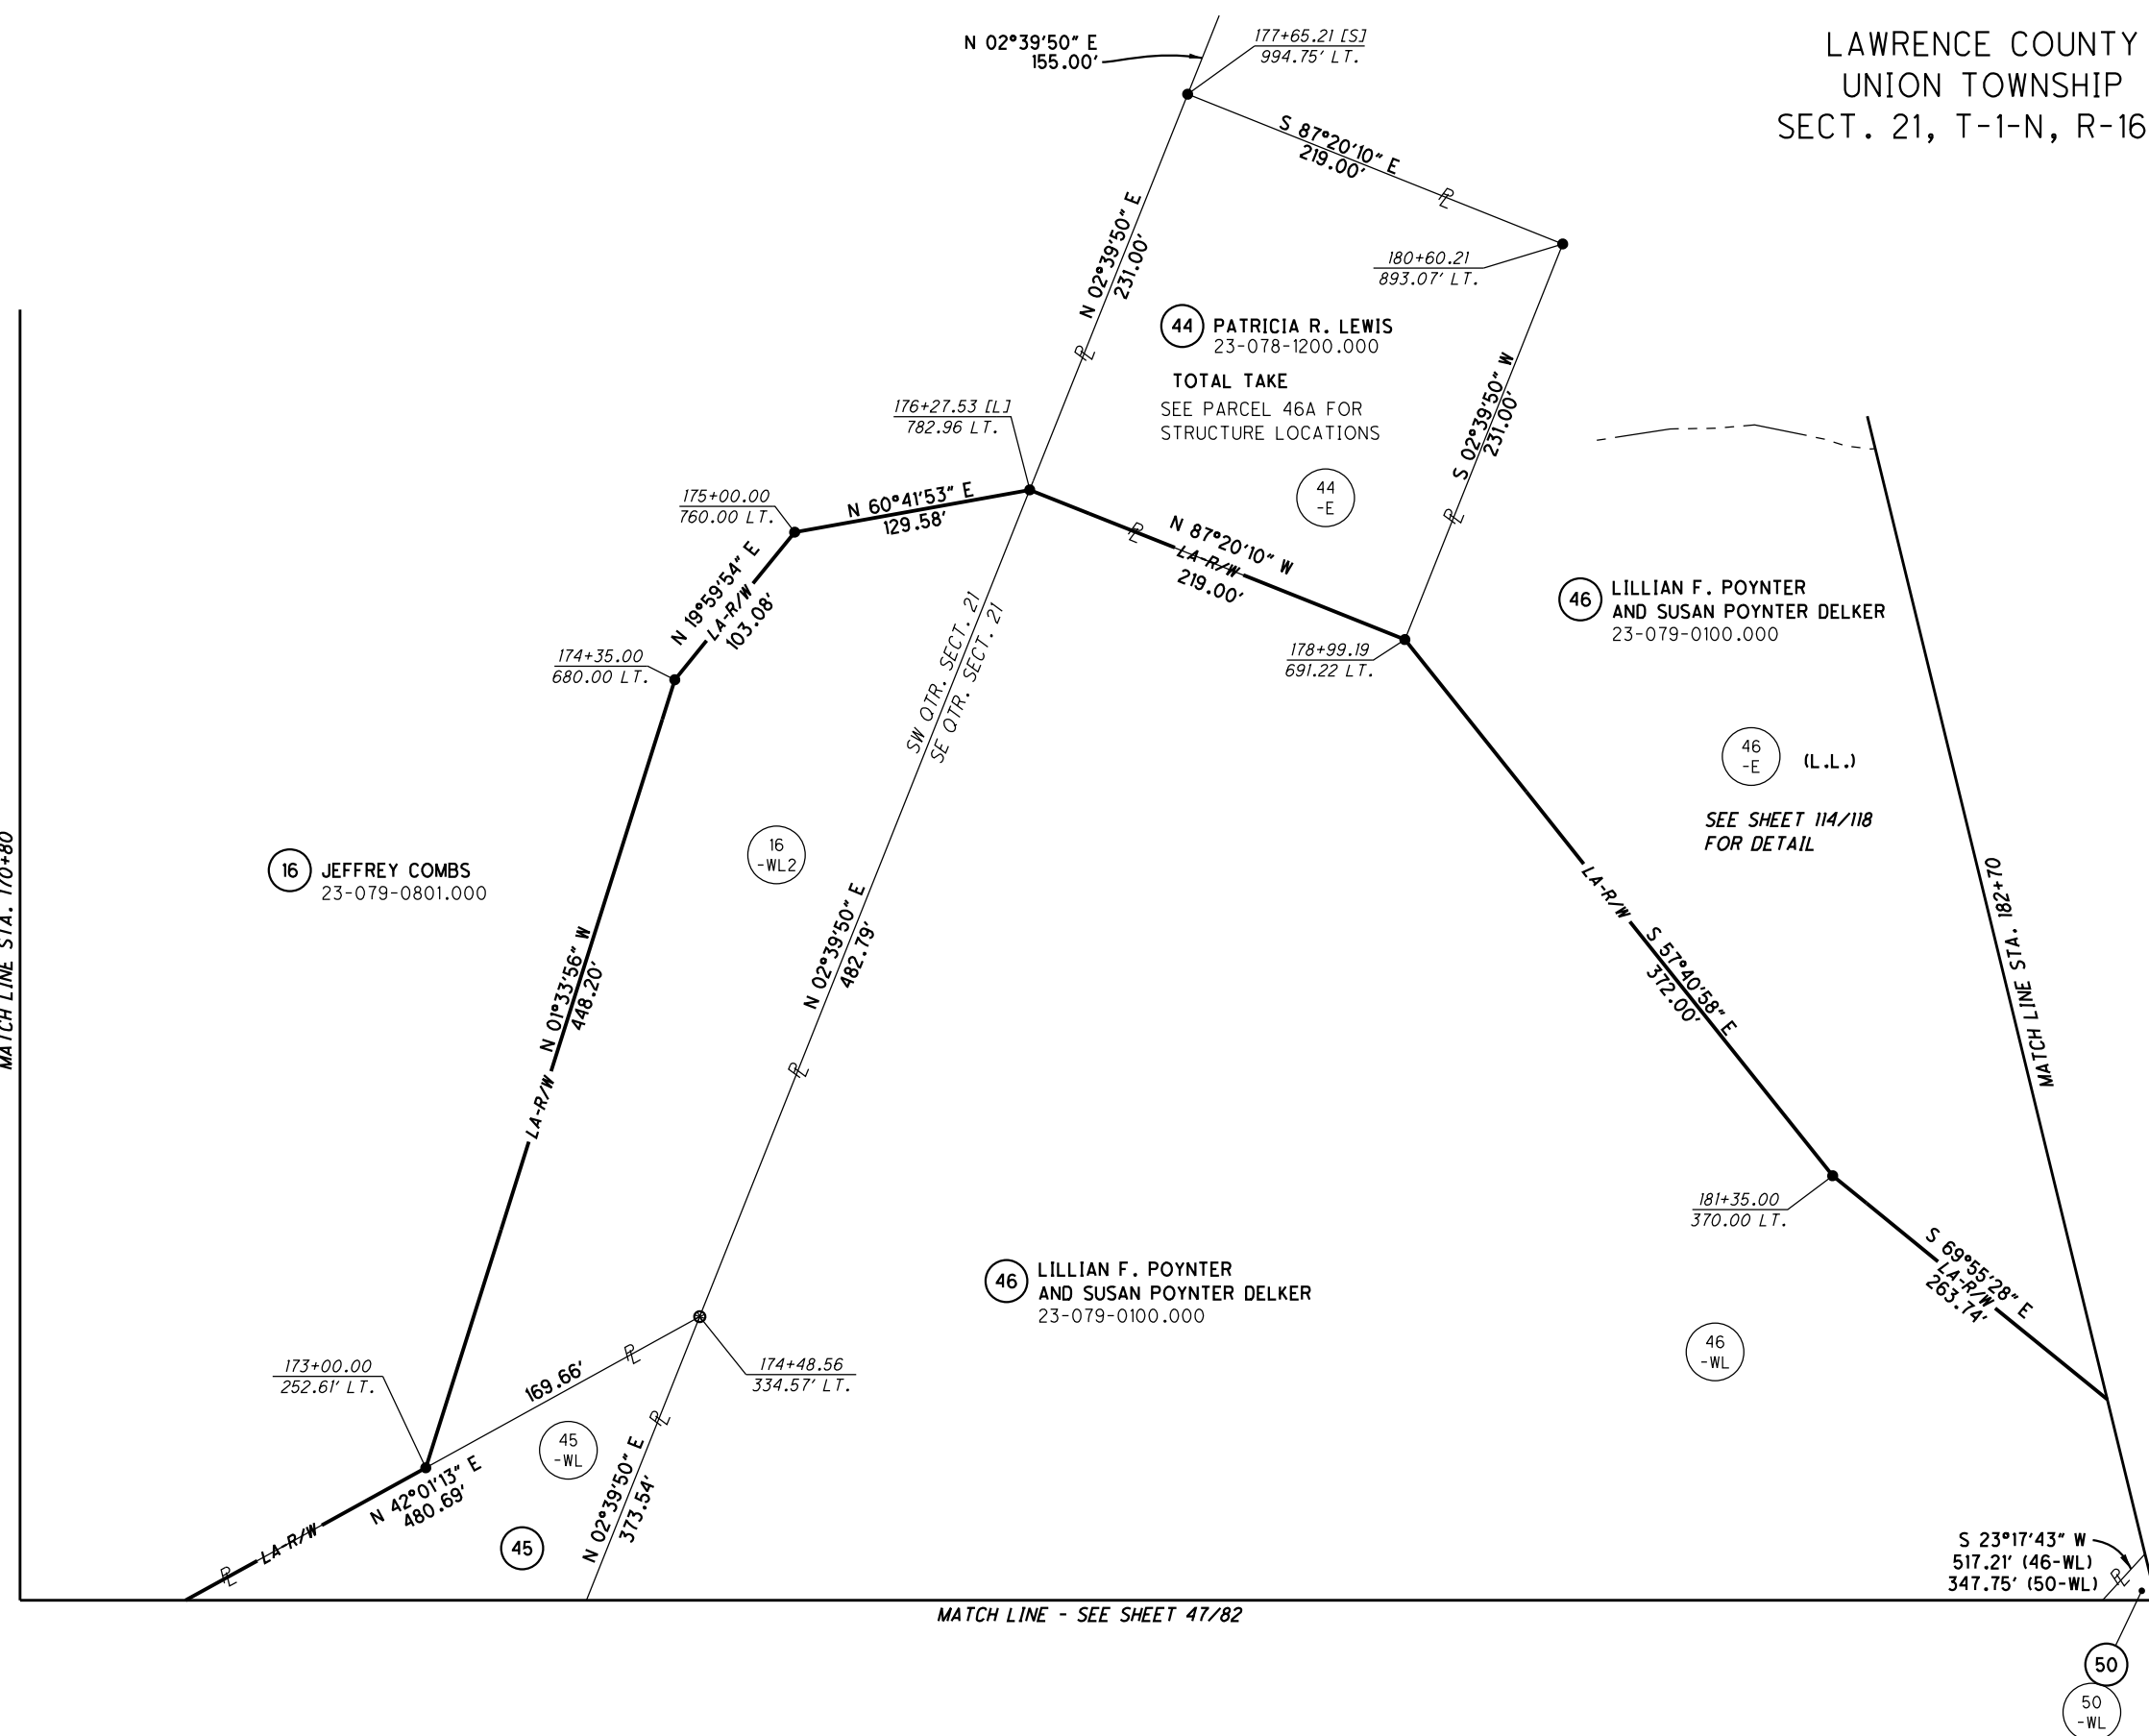 LAWRENCE COUNTY
UNION TOWNSHIP
SECT. 21, T-1-N, R-16
N 02°39'50" E
155.00'
177+65.21 [S]
994.75' LT.
S 87°20'10" E
219.00'
PL
N 02°39'50" E
231.00'
PL
180+60.21
893.07' LT.
44 PATRICIA R. LEWIS
23-078-1200.000
TOTAL TAKE
SEE PARCEL 46A FOR
STRUCTURE LOCATIONS
44
-E
S 02°39'50" W
231.00'
PL
176+27.53 [L]
782.96 LT.
175+00.00
760.00 LT.
N 60°41'53" E
129.58'
N 19°59'54" E
LA-R/W
103.08'
174+35.00
680.00 LT.
PL
N 87°20'10" W
LA-R/W
219.00'
178+99.19
691.22 LT.
46 LILLIAN F. POYNTER
AND SUSAN POYNTER DELKER
23-079-0100.000
46
-E
(L.L.)
SEE SHEET 114/118
FOR DETAIL
SW QTR. SECT. 21
SE QTR. SECT. 21
MATCH LINE STA. 170+80
16 JEFFREY COMBS
23-079-0801.000
16
-WL2
N 01°33'56" W
448.20'
LA-R/W
N 02°39'50" E
482.79'
PL
LA-R/W
S 57°40'58" E
372.00'
MATCH LINE STA. 182+70
181+35.00
370.00 LT.
S 69°55'28" E
LA-R/W
263.74'
46 LILLIAN F. POYNTER
AND SUSAN POYNTER DELKER
23-079-0100.000
46
-WL
173+00.00
252.61' LT.
169.66'
PL
174+48.56
334.57' LT.
45
-WL
PL
N 02°39'50" E
373.54'
N 42°01'13" E
480.69'
LA-R/W
PL
45
S 23°17'43" W
517.21' (46-WL)
347.75' (50-WL)
PL
MATCH LINE - SEE SHEET 47/82
50
50
-WL